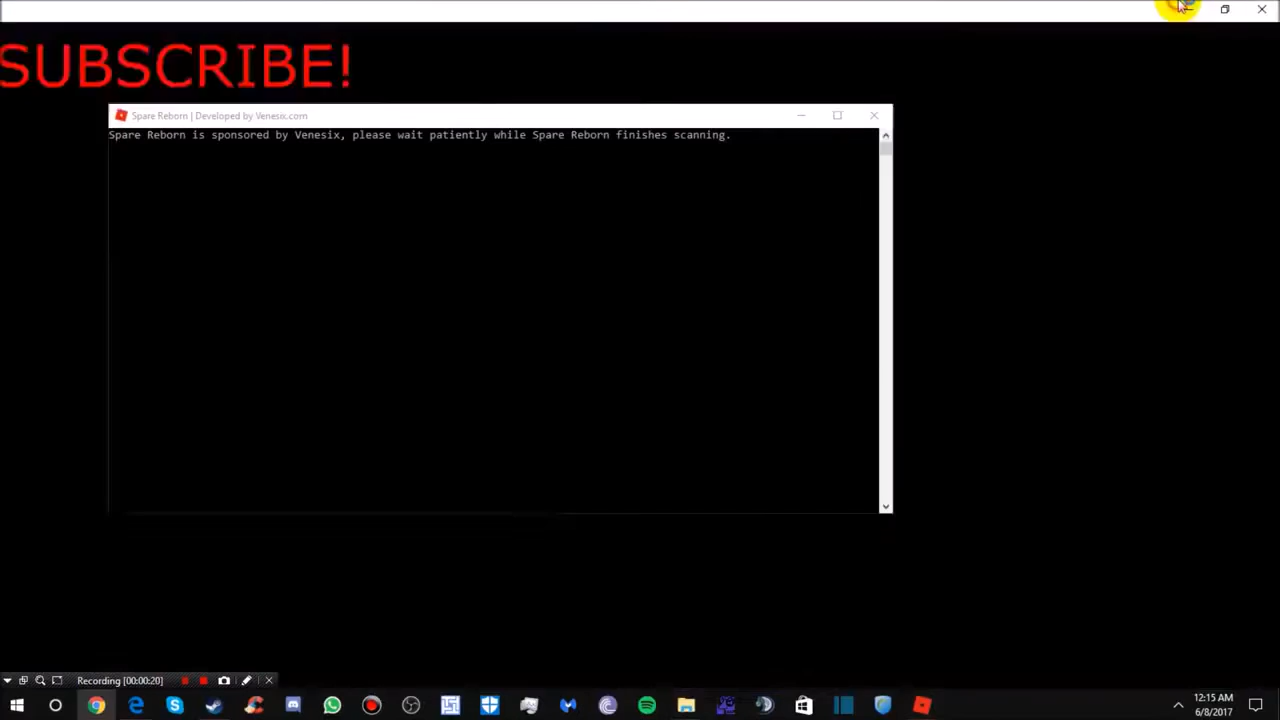 SUBSCRIBE!
Spare Reborn | Developed by Venesix.com
Spare Reborn is sponsored by Venesix, please wait patiently while Spare Reborn finishes scanning.
Recording [00:00:20]
12:15 AM
6/8/2017